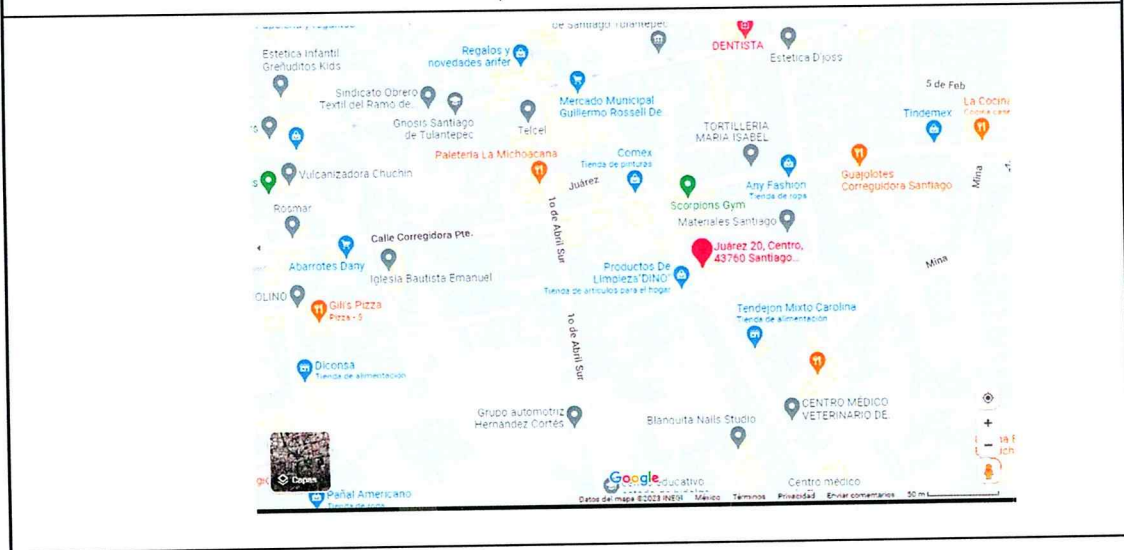 de Santiago Tulantepec
DENTISTA
Estetica D'joss
Estetica Infantil
Greñuditos Kids
Regalos y
novedades arifer
Sindicato Obrero
Textil del Ramo de...
Gnosis Santiago
de Tulantepec
Telcel
Mercado Municipal
Guillermo Rossell De...
5 de Feb
La Cocin
Tindemex
TORTILLERIA
MARIA ISABEL
Paleteria La Michoacana
Comex
Tienda de pinturas
Juárez
Any Fashion
Tienda de ropa
Guajolotes
Corregidora Santiago
Mina
Vulcanizadora Chuchin
Scorpions Gym
Materiales Santiago
Rosmar
1o de Abril Sur
Calle Corregidora Pte.
Juárez 20, Centro,
43760 Santiago...
Mina
Abarrotes Dany
Iglesia Bautista Emanuel
Productos De
Limpieza"DINO"
Tienda de artículos para el hogar
OLINO
Gili's Pizza
Pizza - $
Tendejon Mixto Carolina
Tienda de alimentación
1o de Abril Sur
Diconsa
Tienda de alimentación
CENTRO MÉDICO
VETERINARIO DE
Grupo automotriz
Hernandez Cortés
Blanquita Nails Studio
Capas
Google
educativo
Centro médico
Pañal Americano
Tienda de ropa
Datos del mapa ©2023 INEGI México Términos Privacidad Enviar comentarios 50 m